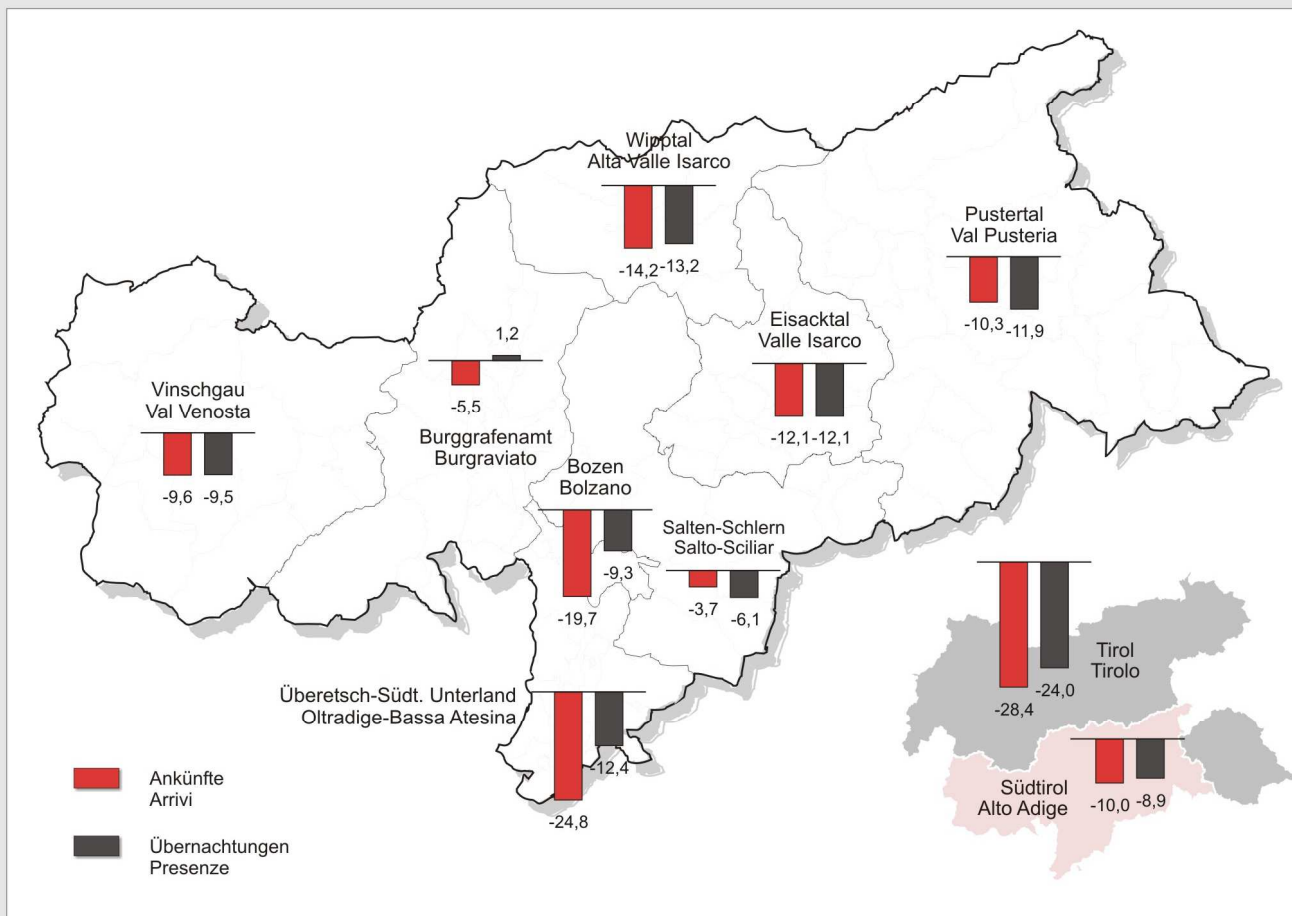 Wipptal
Alta Valle Isarco
-14,2 -13,2
Pustertal
Val Pusteria
-10,3 -11,9
Eisacktal
Valle Isarco
-12,1 -12,1
1,2
-5,5
Burggrafenamt
Burgraviato
Vinschgau
Val Venosta
-9,6 -9,5
Bozen
Bolzano
-9,3
-19,7
Salten-Schlern
Salto-Sciliar
-3,7 -6,1
Überetsch-Südt. Unterland
Oltradige-Bassa Atesina
-12,4
-24,8
Tirol
Tirolo
-24,0
-28,4
Südtirol
Alto Adige
-10,0 -8,9
Ankünfte
Arrivi
Übernachtungen
Presenze